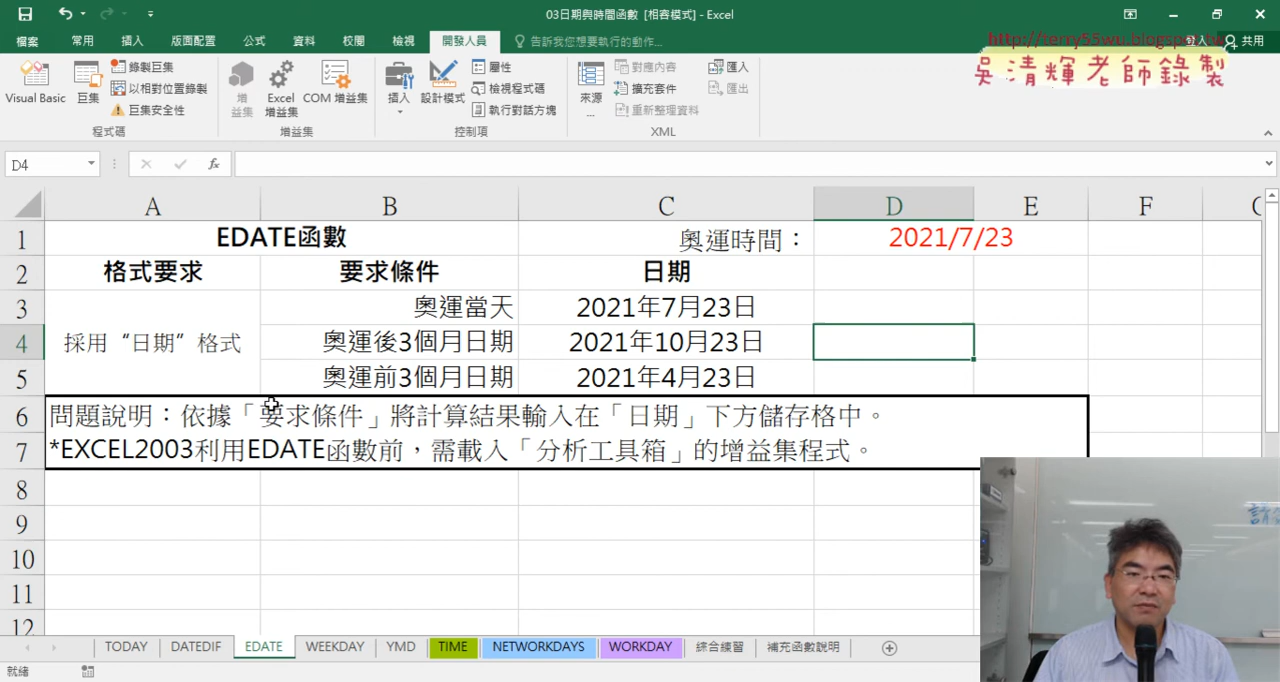 03日期與時間函數 [相容模式] - Excel
檔案 常用 插入 版面配置 公式 資料 校閱 檢視 開發人員 告訴我您想要執行的動作... 登入 共用
http://terry55wu.blogspot.tw
吳清輝老師錄製
Visual Basic 巨集 錄製巨集 以相對位置錄製 巨集安全性
程式碼
增益集 Excel 增益集 COM 增益集
增益集
插入 設計模式 屬性 檢視程式碼 執行對話方塊
控制項
來源... 對應內容 擴充套件 重新整理資料 匯入 匯出
XML
D4 fx
A B C D E F
1 EDATE函數 奧運時間： 2021/7/23
2 格式要求 要求條件 日期
3 奧運當天 2021年7月23日
4 採用“日期”格式 奧運後3個月日期 2021年10月23日
5 奧運前3個月日期 2021年4月23日
6 問題說明：依據「要求條件」將計算結果輸入在「日期」下方儲存格中。
7 *EXCEL2003利用EDATE函數前，需載入「分析工具箱」的增益集程式。
8
9
10
11
12
TODAY DATEDIF EDATE WEEKDAY YMD TIME NETWORKDAYS WORKDAY 綜合練習 補充函數說明
就緒